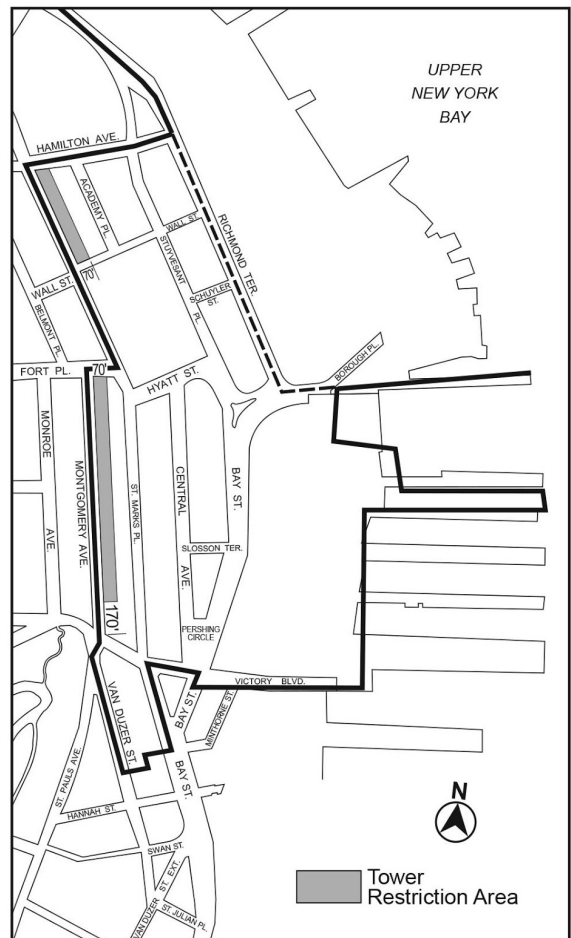 UPPER
NEW YORK
BAY
HAMILTON AVE.
ACADEMY PL.
WALL ST.
STUYVESANT
PL.
RICHMOND TER.
70'
SCHUYLER
ST.
WALL ST.
BELMONT PL.
BOROUGH PL.
FORT PL.
70'
HYATT ST.
MONROE
AVE.
MONTGOMERY AVE.
ST. MARKS PL.
CENTRAL
AVE.
BAY ST.
SLOSSON TER.
170'
PERSHING
CIRCLE
VICTORY BLVD.
BAY ST.
MINTHORNE ST.
VAN DUZER ST.
ST. PAULS AVE.
BAY ST.
HANNAH ST.
SWAN ST.
VAN DUZER ST. EXT.
ST. JULIAN PL.
N
Tower
Restriction Area